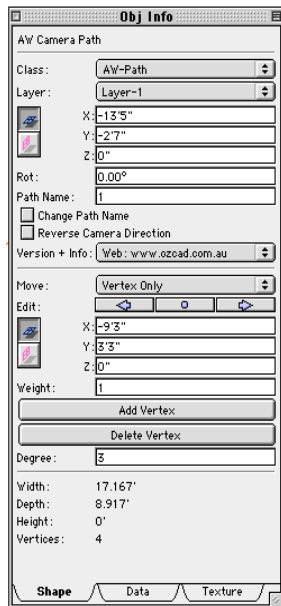 Obj Info
AW Camera Path
Class: AW-Path
Layer: Layer-1
X: -13'5"
Y: -2'7"
Z: 0"
Rot: 0.00°
Path Name: 1
Change Path Name
Reverse Camera Direction
Version + Info: Web: www.ozcad.com.au
Move: Vertex Only
Edit:
X: -9'3"
Y: 3'3"
Z: 0"
Weight: 1
Add Vertex
Delete Vertex
Degree: 3
Width: 17.167'
Depth: 8.917'
Height: 0'
Vertices: 4
Shape Data Texture